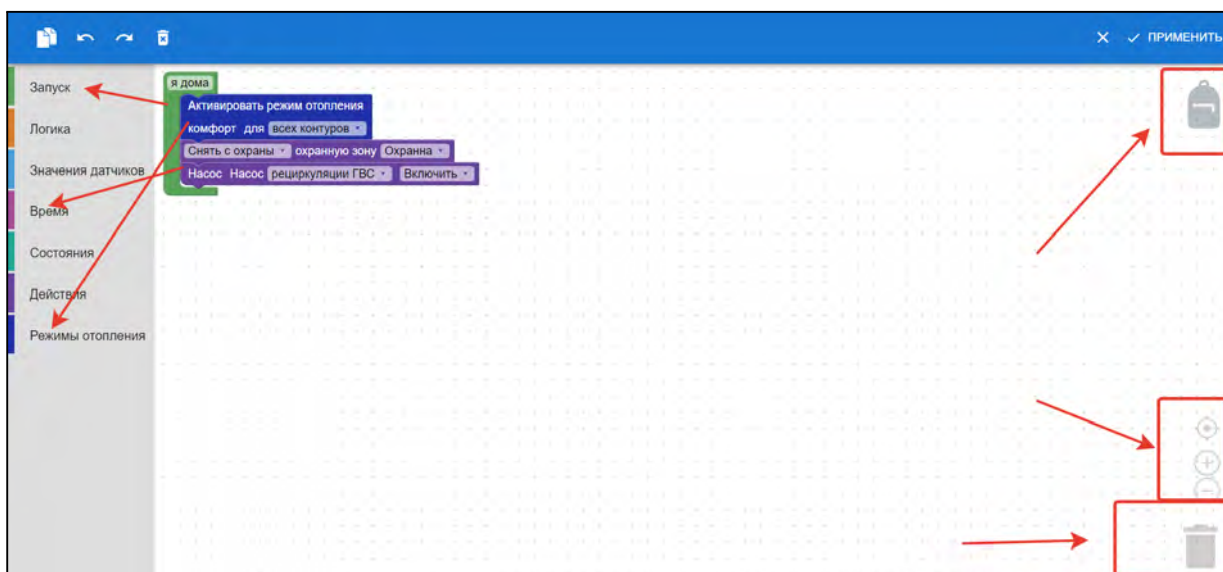 ПРИМЕНИТЬ
Запуск
Логика
Значения датчиков
Время
Состояния
Действия
Режимы отопления
я дома
Активировать режим отопления
комфорт для всех контуров
Снять с охраны охранную зону Охранна
Насос Насос рециркуляции ГВС Включить